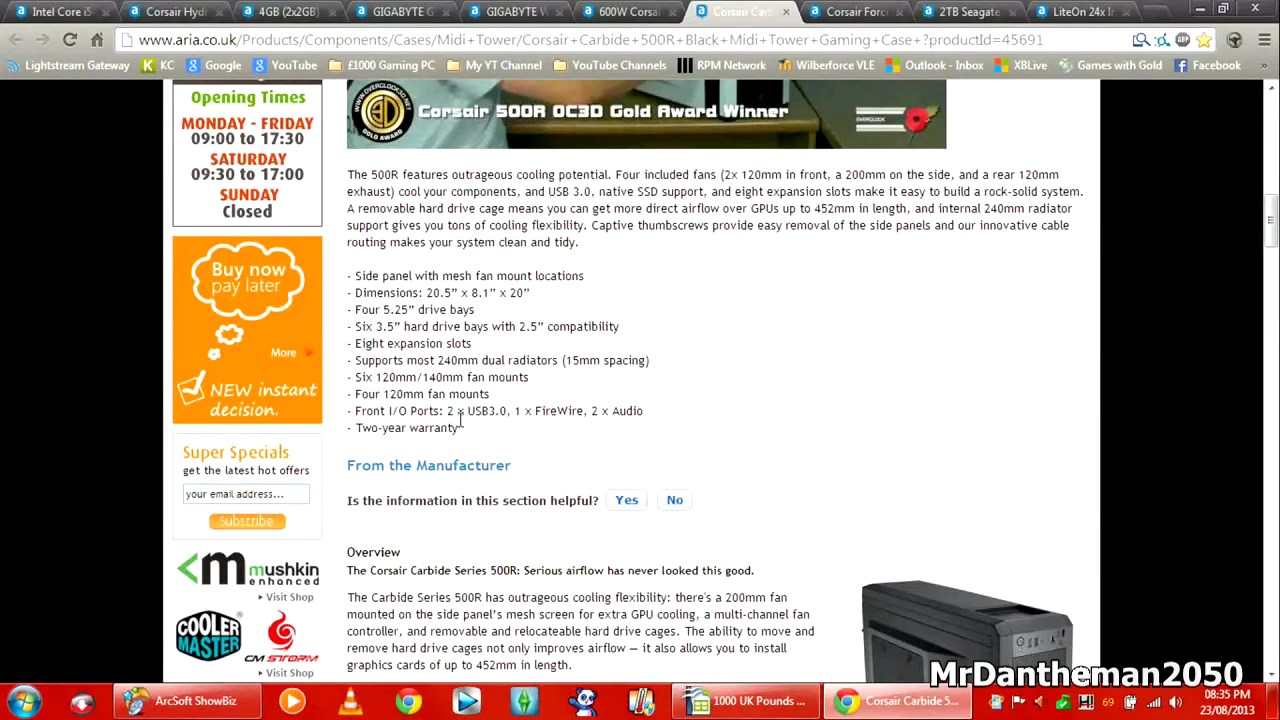 Intel Core i5
Corsair Hydr
4GB (2x2GB)
GIGABYTE G
GIGABYTE W
600W Corsa
Corsair Car
Corsair Forc
2TB Seagate
LiteOn 24x I
www.aria.co.uk/Products/Components/Cases/Midi+Tower/Corsair+Carbide+500R+Black+Midi+Tower+Gaming+Case+?productId=45691
Lightstream Gateway
KC
Google
YouTube
£1000 Gaming PC
My YT Channel
YouTube Channels
RPM Network
Wilberforce VLE
Outlook - Inbox
XBLive
Games with Gold
Facebook
Opening Times
MONDAY - FRIDAY
09:00 to 17:30
SATURDAY
09:30 to 17:00
SUNDAY
Closed
Buy now
pay later
More
NEW instant
decision.
Super Specials
get the latest hot offers
your email address...
Subscribe
mushkin
enhanced
Visit Shop
COOLER
MASTER
CM STORM
Visit Shop
WWW.OVERCLOCK3D.NET
GOLD AWARD
Corsair 500R OC3D Gold Award Winner
The 500R features outrageous cooling potential. Four included fans (2x 120mm in front, a 200mm on the side, and a rear 120mm
exhaust) cool your components, and USB 3.0, native SSD support, and eight expansion slots make it easy to build a rock-solid system.
A removable hard drive cage means you can get more direct airflow over GPUs up to 452mm in length, and internal 240mm radiator
support gives you tons of cooling flexibility. Captive thumbscrews provide easy removal of the side panels and our innovative cable
routing makes your system clean and tidy.
- Side panel with mesh fan mount locations
- Dimensions: 20.5” x 8.1” x 20”
- Four 5.25” drive bays
- Six 3.5” hard drive bays with 2.5” compatibility
- Eight expansion slots
- Supports most 240mm dual radiators (15mm spacing)
- Six 120mm/140mm fan mounts
- Four 120mm fan mounts
- Front I/O Ports: 2 x USB3.0, 1 x FireWire, 2 x Audio
- Two-year warranty
From the Manufacturer
Is the information in this section helpful? Yes No
Overview
The Corsair Carbide Series 500R: Serious airflow has never looked this good.
The Carbide Series 500R has outrageous cooling flexibility: there's a 200mm fan
mounted on the side panel’s mesh screen for extra GPU cooling, a multi-channel fan
controller, and removable and relocateable hard drive cages. The ability to move and
remove hard drive cages not only improves airflow — it also allows you to install
graphics cards of up to 452mm in length.
MrDantheman2050
ArcSoft ShowBiz
1000 UK Pounds ...
Corsair Carbide 5...
69
08:35 PM
23/08/2013